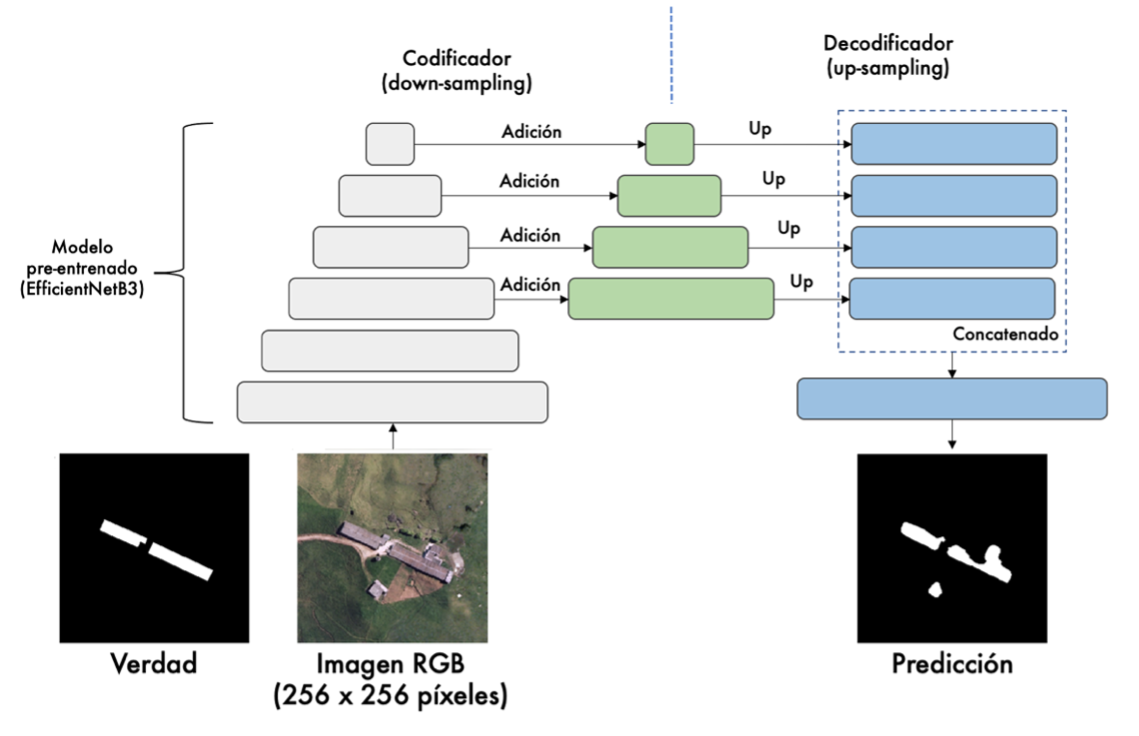 Codificador
(down-sampling)
Decodificador
(up-sampling)
Adición
Up
Adición
Up
Adición
Up
Adición
Up
Modelo
pre-entrenado
(EfficientNetB3)
Concatenado
Verdad
Imagen RGB
(256 x 256 píxeles)
Predicción